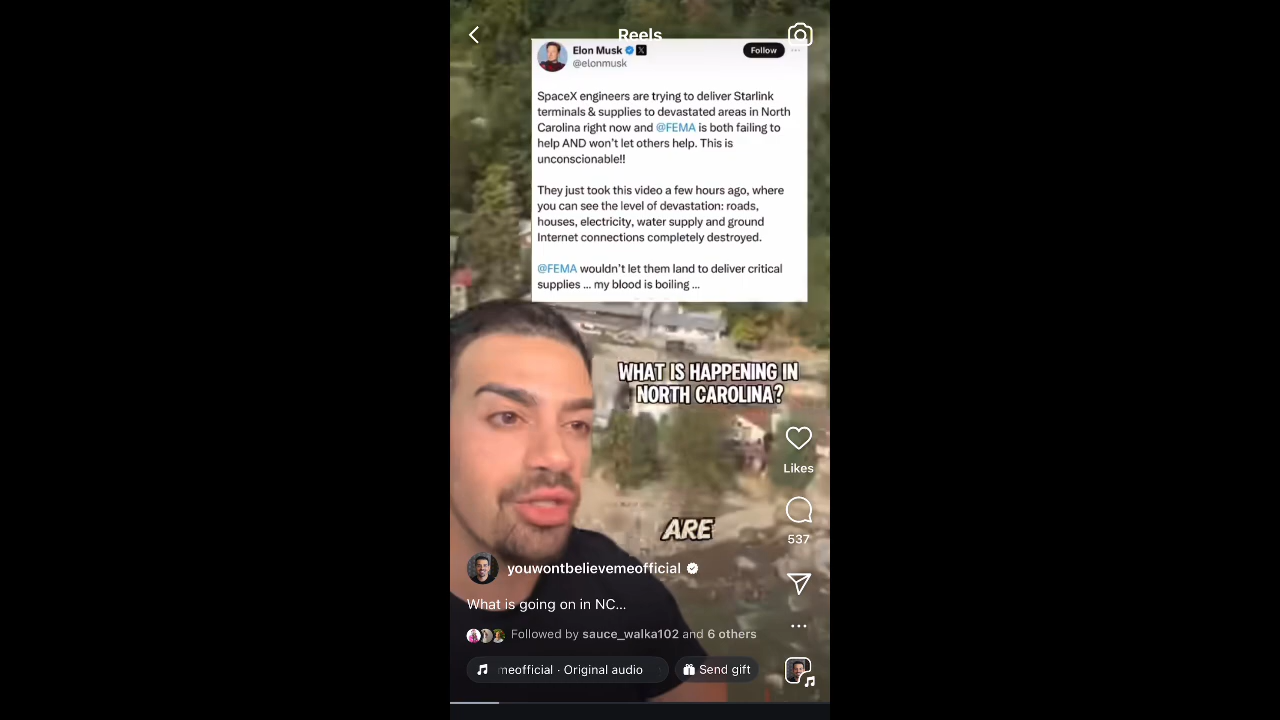 Reels
Elon Musk
@elonmusk
Follow
SpaceX engineers are trying to deliver Starlink
terminals & supplies to devastated areas in North
Carolina right now and @FEMA is both failing to
help AND won't let others help. This is
unconscionable!!
They just took this video a few hours ago, where
you can see the level of devastation: roads,
houses, electricity, water supply and ground
Internet connections completely destroyed.
@FEMA wouldn't let them land to deliver critical
supplies ... my blood is boiling ...
WHAT IS HAPPENING IN
NORTH CAROLINA?
Likes
537
ARE
youwontbelievemeofficial
What is going on in NC...
Followed by sauce_walka102 and 6 others
meofficial · Original audio
Send gift